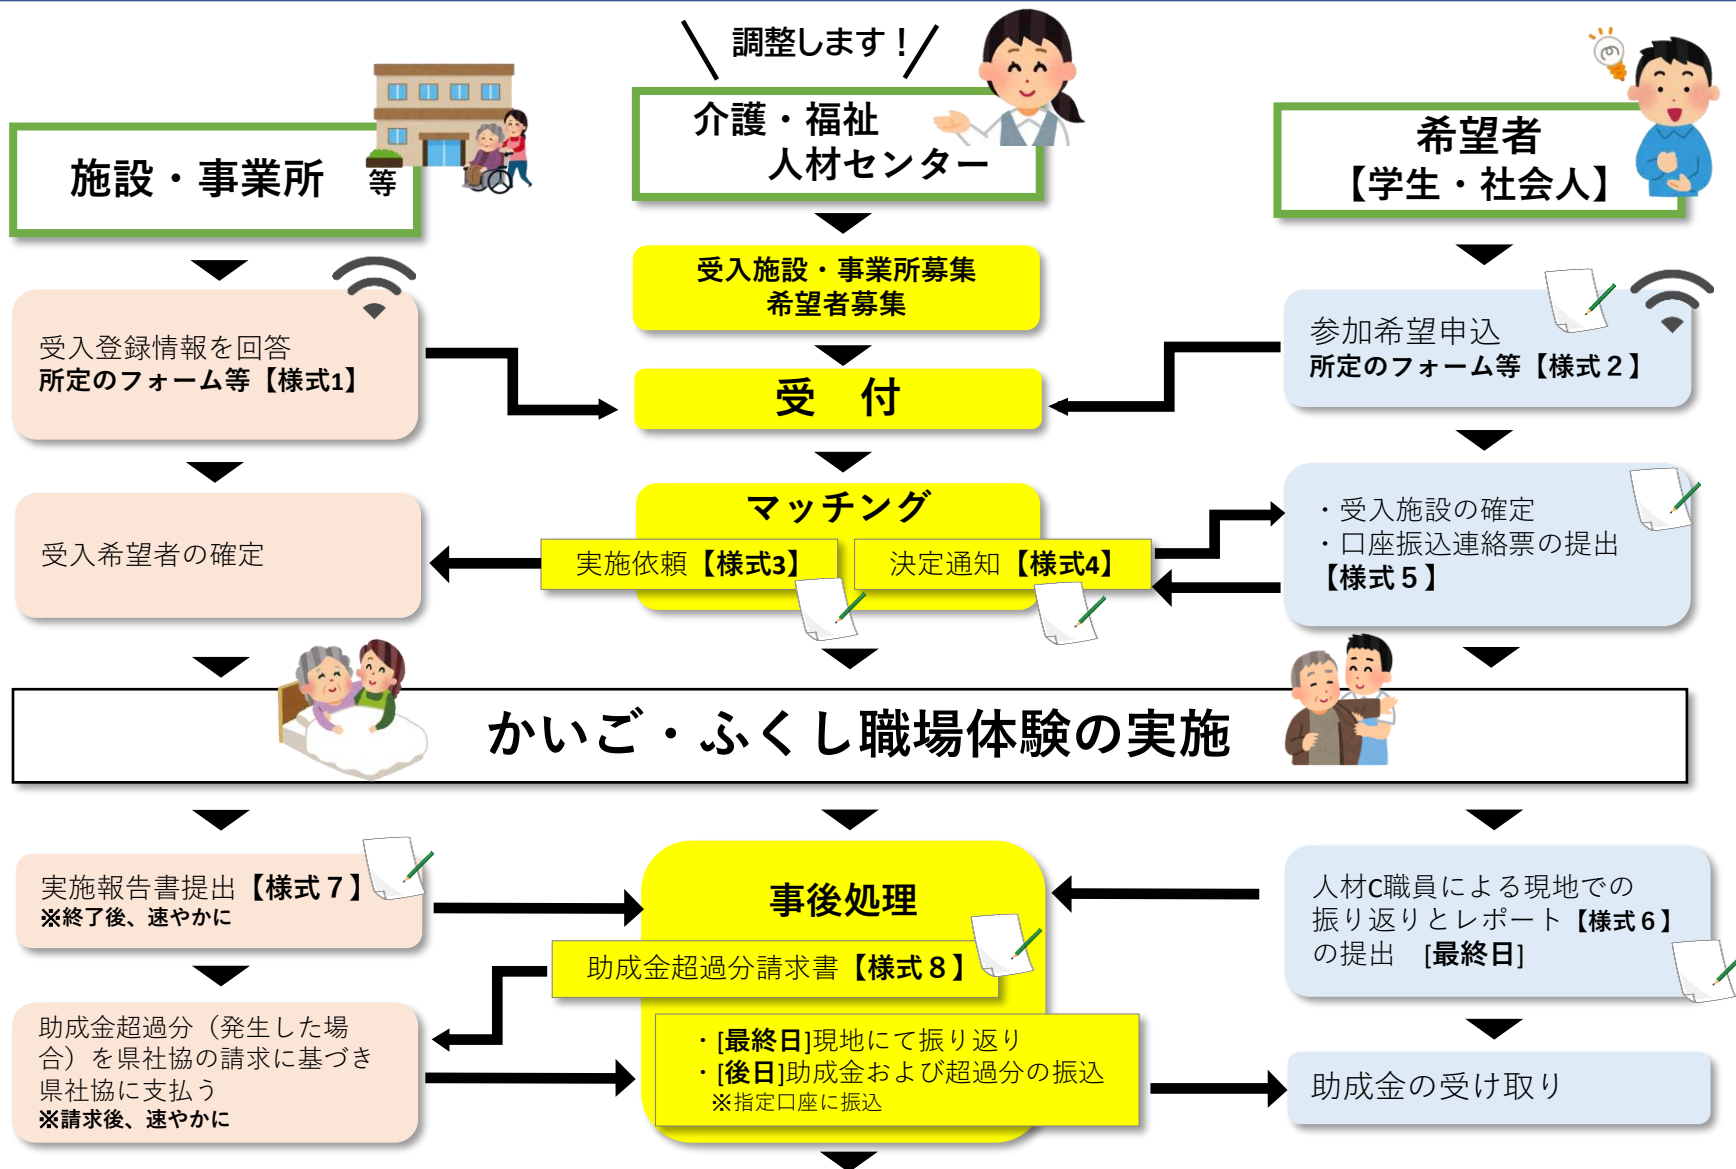 調整します！
施設・事業所 等
介護・福祉
人材センター
希望者
【学生・社会人】
受入施設・事業所募集
希望者募集
受入登録情報を回答
所定のフォーム等【様式1】
受　付
参加希望申込
所定のフォーム等【様式２】
受入希望者の確定
マッチング
実施依頼【様式3】
決定通知【様式4】
・受入施設の確定
・口座振込連絡票の提出
【様式５】
かいご・ふくし職場体験の実施
実施報告書提出【様式７】
※終了後、速やかに
事後処理
助成金超過分請求書【様式８】
人材C職員による現地での
振り返りとレポート【様式６】
の提出　[最終日]
助成金超過分（発生した場
合）を県社協の請求に基づき
県社協に支払う
※請求後、速やかに
・[最終日]現地にて振り返り
・[後日]助成金および超過分の振込
※指定口座に振込
助成金の受け取り